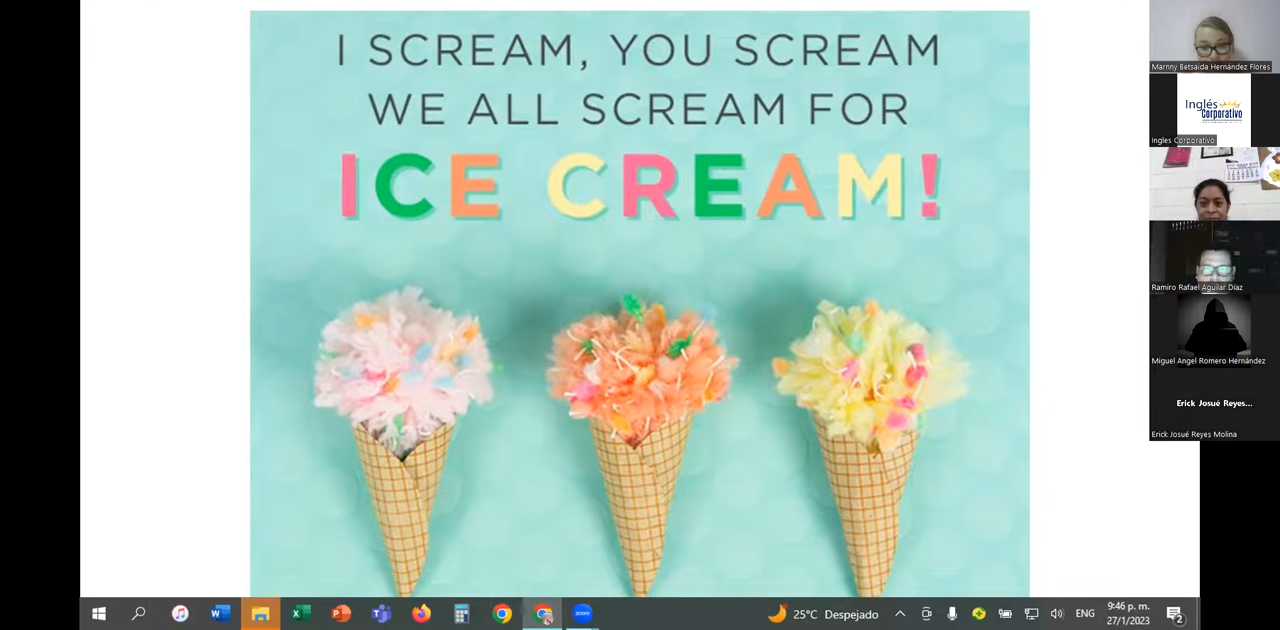 I SCREAM, YOU SCREAM
WE ALL SCREAM FOR
ICE CREAM!
Marnny Betsaida Hernández Flores
Inglés
Corporativo
Ingles Corporativo
Ramiro Rafael Aguilar Díaz
Miguel Angel Romero Hernández
Erick Josué Reyes...
Erick Josué Reyes Molina
zoom
25°C Despejado
ENG
9:46 p. m.
27/1/2023
2